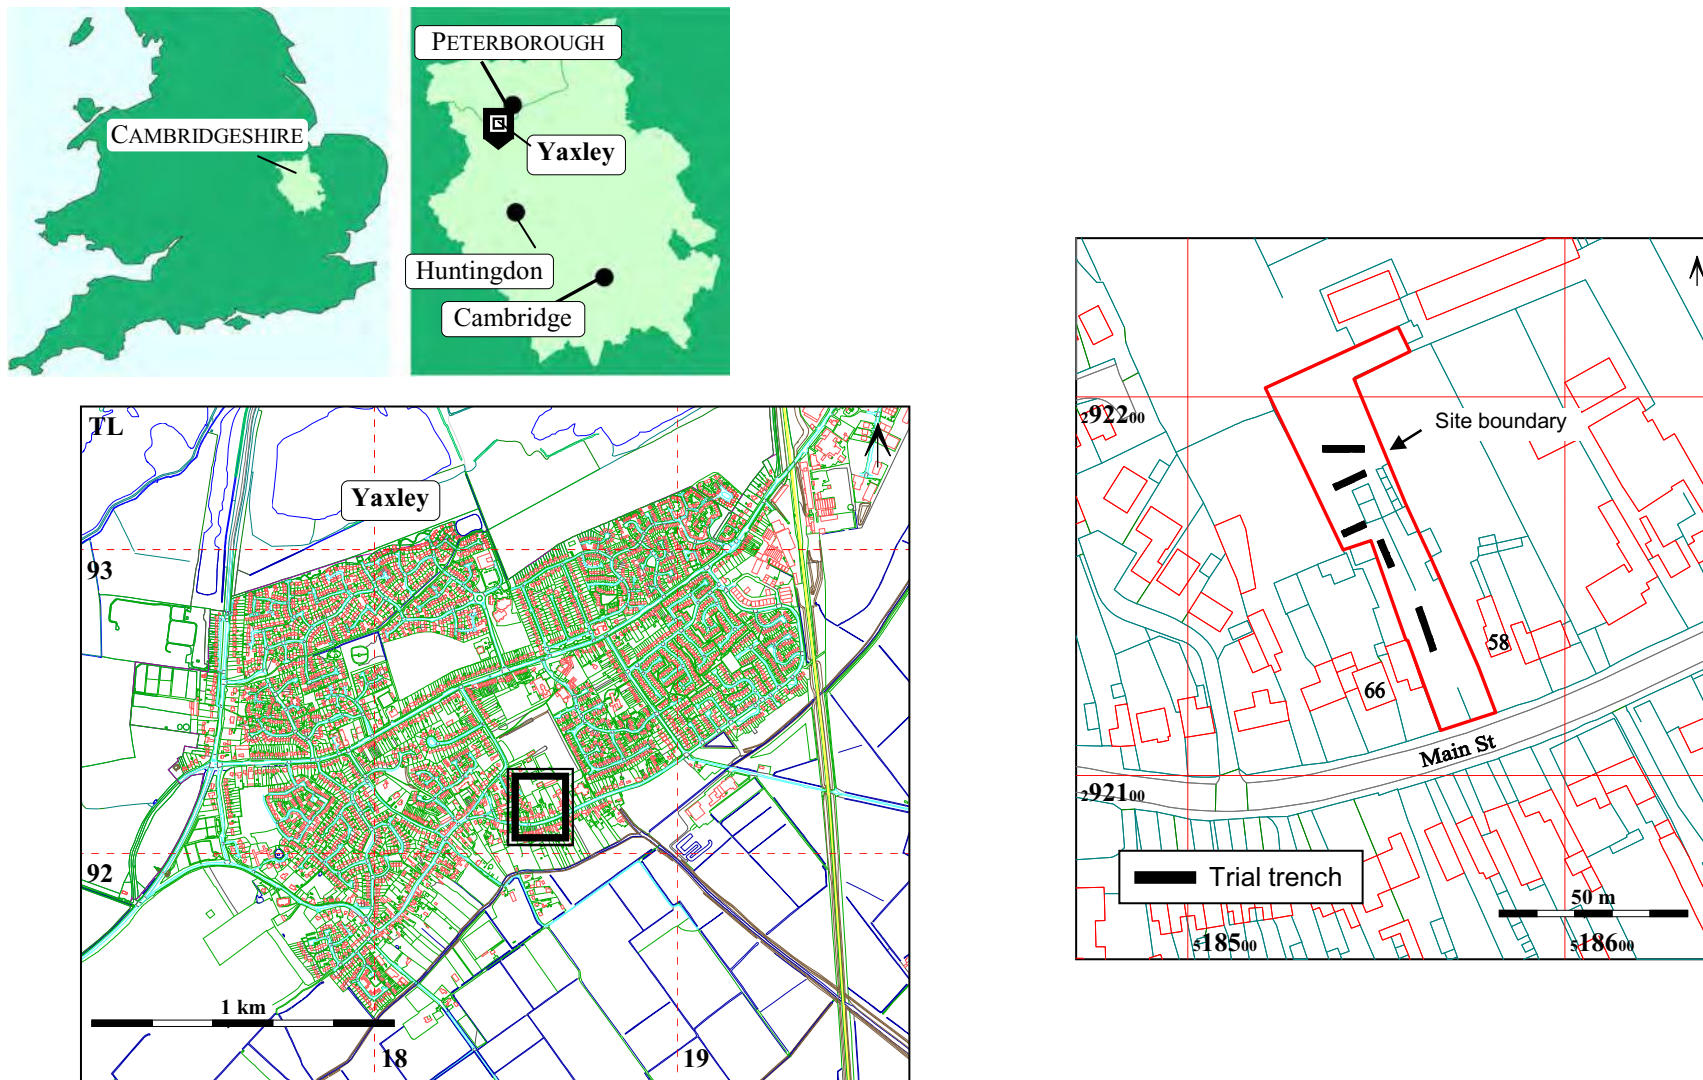 PETERBOROUGH
CAMBRIDGESHIRE
Yaxley
Huntingdon
Cambridge
TL
Yaxley
93
92
1 km
18
19
292200
Site boundary
58
66
Main St
292100
Trial trench
50 m
518500
518600